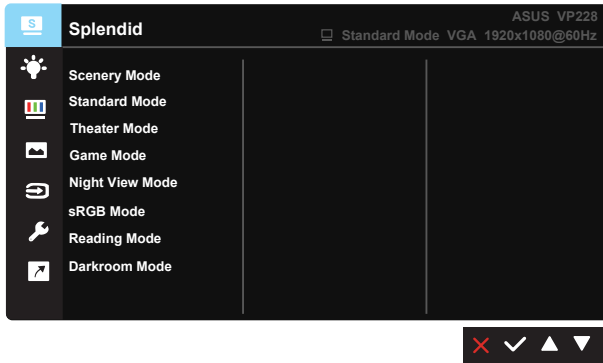 S
Splendid
ASUS VP228
Standard Mode VGA 1920x1080@60Hz
Scenery Mode
Standard Mode
Theater Mode
Game Mode
Night View Mode
sRGB Mode
Reading Mode
Darkroom Mode